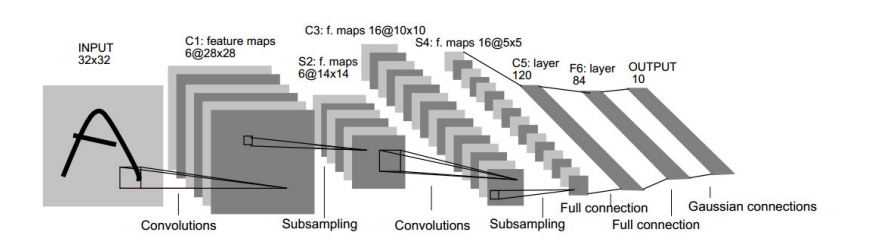 INPUT
32x32
C1: feature maps
6@28x28
S2: f. maps
6@14x14
C3: f. maps 16@10x10
S4: f. maps 16@5x5
C5: layer
120
F6: layer
84
OUTPUT
10
A
Convolutions
Subsampling
Convolutions
Subsampling
Full connection
Full connection
Gaussian connections